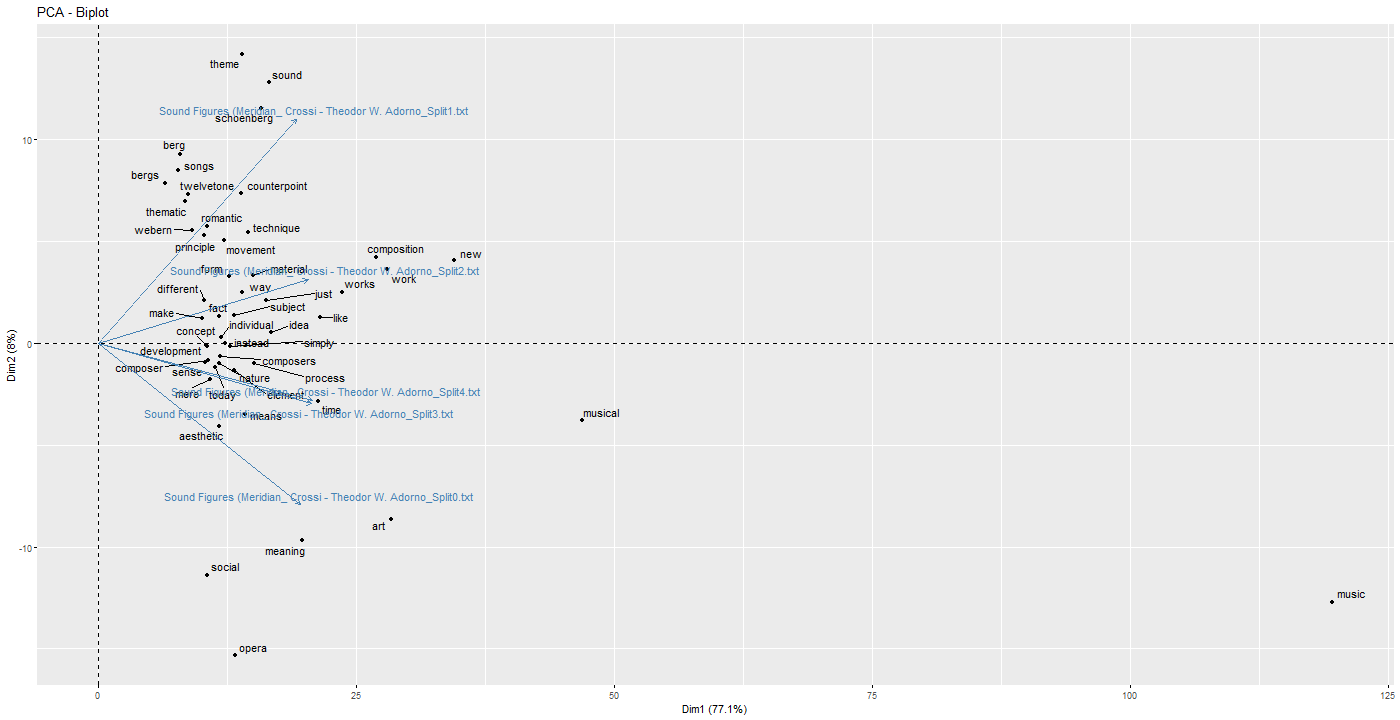 PCA - Biplot
theme
sound
Sound Figures (Meridian_ Crossi - Theodor W. Adorno_Split1.txt
schoenberg
10
berg
songs
bergs
twelvetone
counterpoint
thematic
romantic
webern
technique
principle
movement
composition
new
form
material
Sound Figures (Meridian_ Crossi - Theodor W. Adorno_Split2.txt
work
works
different
way
just
fact
subject
make
like
individual
idea
concept
0
instead
simply
development
composers
composer
sense
nature
process
mere
today
element
Sound Figures (Meridian_ Crossi - Theodor W. Adorno_Split4.txt
time
musical
Sound Figures (Meridian_ Crossi - Theodor W. Adorno_Split3.txt
means
aesthetic
Sound Figures (Meridian_ Crossi - Theodor W. Adorno_Split0.txt
art
-10
meaning
social
music
opera
0
25
50
75
100
125
Dim1 (77.1%)
Dim2 (8%)